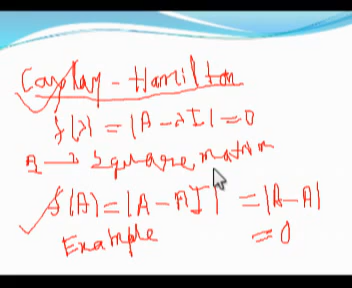 Cayley - Hamilton
f(λ) = |A - λI| = 0
A → Square matrix
f(A) = |A - AI| = |A - A|
Example = 0